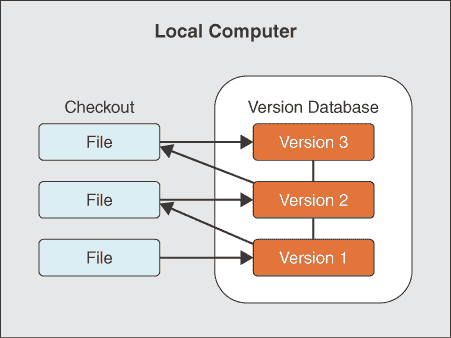 Local Computer
Checkout
Version Database
File
Version 3
File
Version 2
File
Version 1